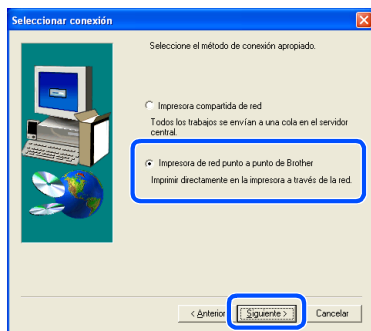 Seleccionar conexión
Seleccione el método de conexión apropiado.
Impresora compartida de red
Todos los trabajos se envían a una cola en el servidor
central.
Impresora de red punto a punto de Brother
Imprimir directamente en la impresora a través de la red.
< Anterior
Siguiente >
Cancelar